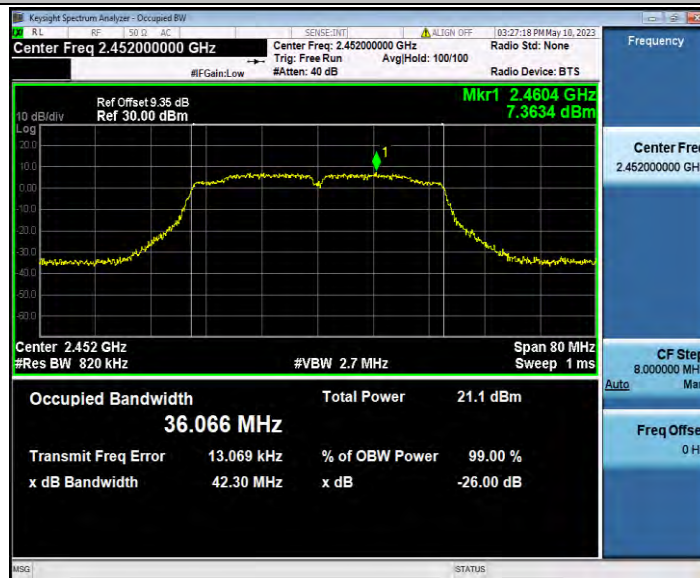 Keysight Spectrum Analyzer - Occupied BW
RL RF 50 Ω AC SENSE:INT ALIGN OFF 03:27:18 PM May 10, 2023
Center Freq 2.452000000 GHz
Center Freq: 2.452000000 GHz
Radio Std: None
Trig: Free Run Avg|Hold: 100/100
#IFGain:Low #Atten: 40 dB Radio Device: BTS
Frequency
Mkr1 2.4604 GHz
7.3634 dBm
Ref Offset 9.35 dB
10 dB/div Ref 30.00 dBm
Log
20.0
10.0
0.00
-10.0
-20.0
-30.0
-40.0
-50.0
-60.0
1
Center Fre
2.452000000 GH
Center 2.452 GHz Span 80 MHz
#Res BW 820 kHz #VBW 2.7 MHz Sweep 1 ms
CF Step
8.000000 MH
Auto Ma
Occupied Bandwidth Total Power 21.1 dBm
36.066 MHz
Freq Offse
0 H
Transmit Freq Error 13.069 kHz % of OBW Power 99.00 %
x dB Bandwidth 42.30 MHz x dB -26.00 dB
MSG STATUS